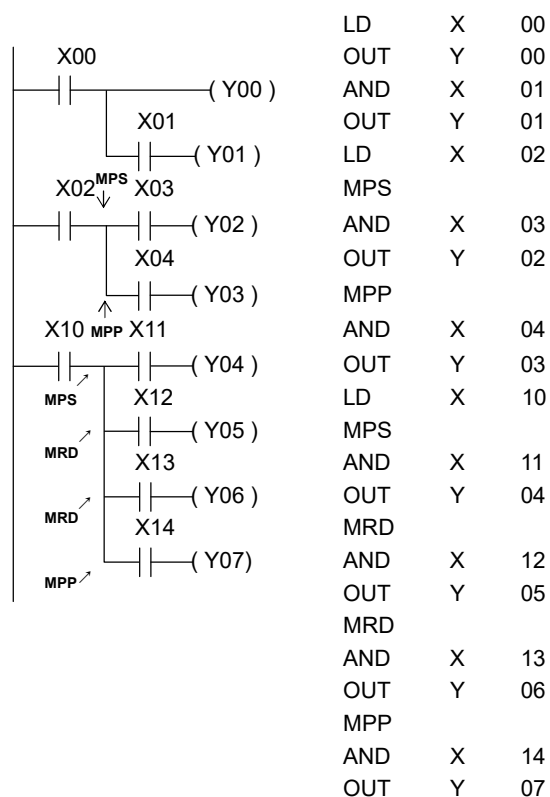 X00
( Y00 )
X01
( Y01 )
X02 MPS X03
( Y02 )
X04
( Y03 )
X10 MPP X11
( Y04 )
MPS X12
( Y05 )
MRD X13
( Y06 )
MRD X14
( Y07)
MPP
LD X 00
OUT Y 00
AND X 01
OUT Y 01
LD X 02
MPS
AND X 03
OUT Y 02
MPP
AND X 04
OUT Y 03
LD X 10
MPS
AND X 11
OUT Y 04
MRD
AND X 12
OUT Y 05
MRD
AND X 13
OUT Y 06
MPP
AND X 14
OUT Y 07